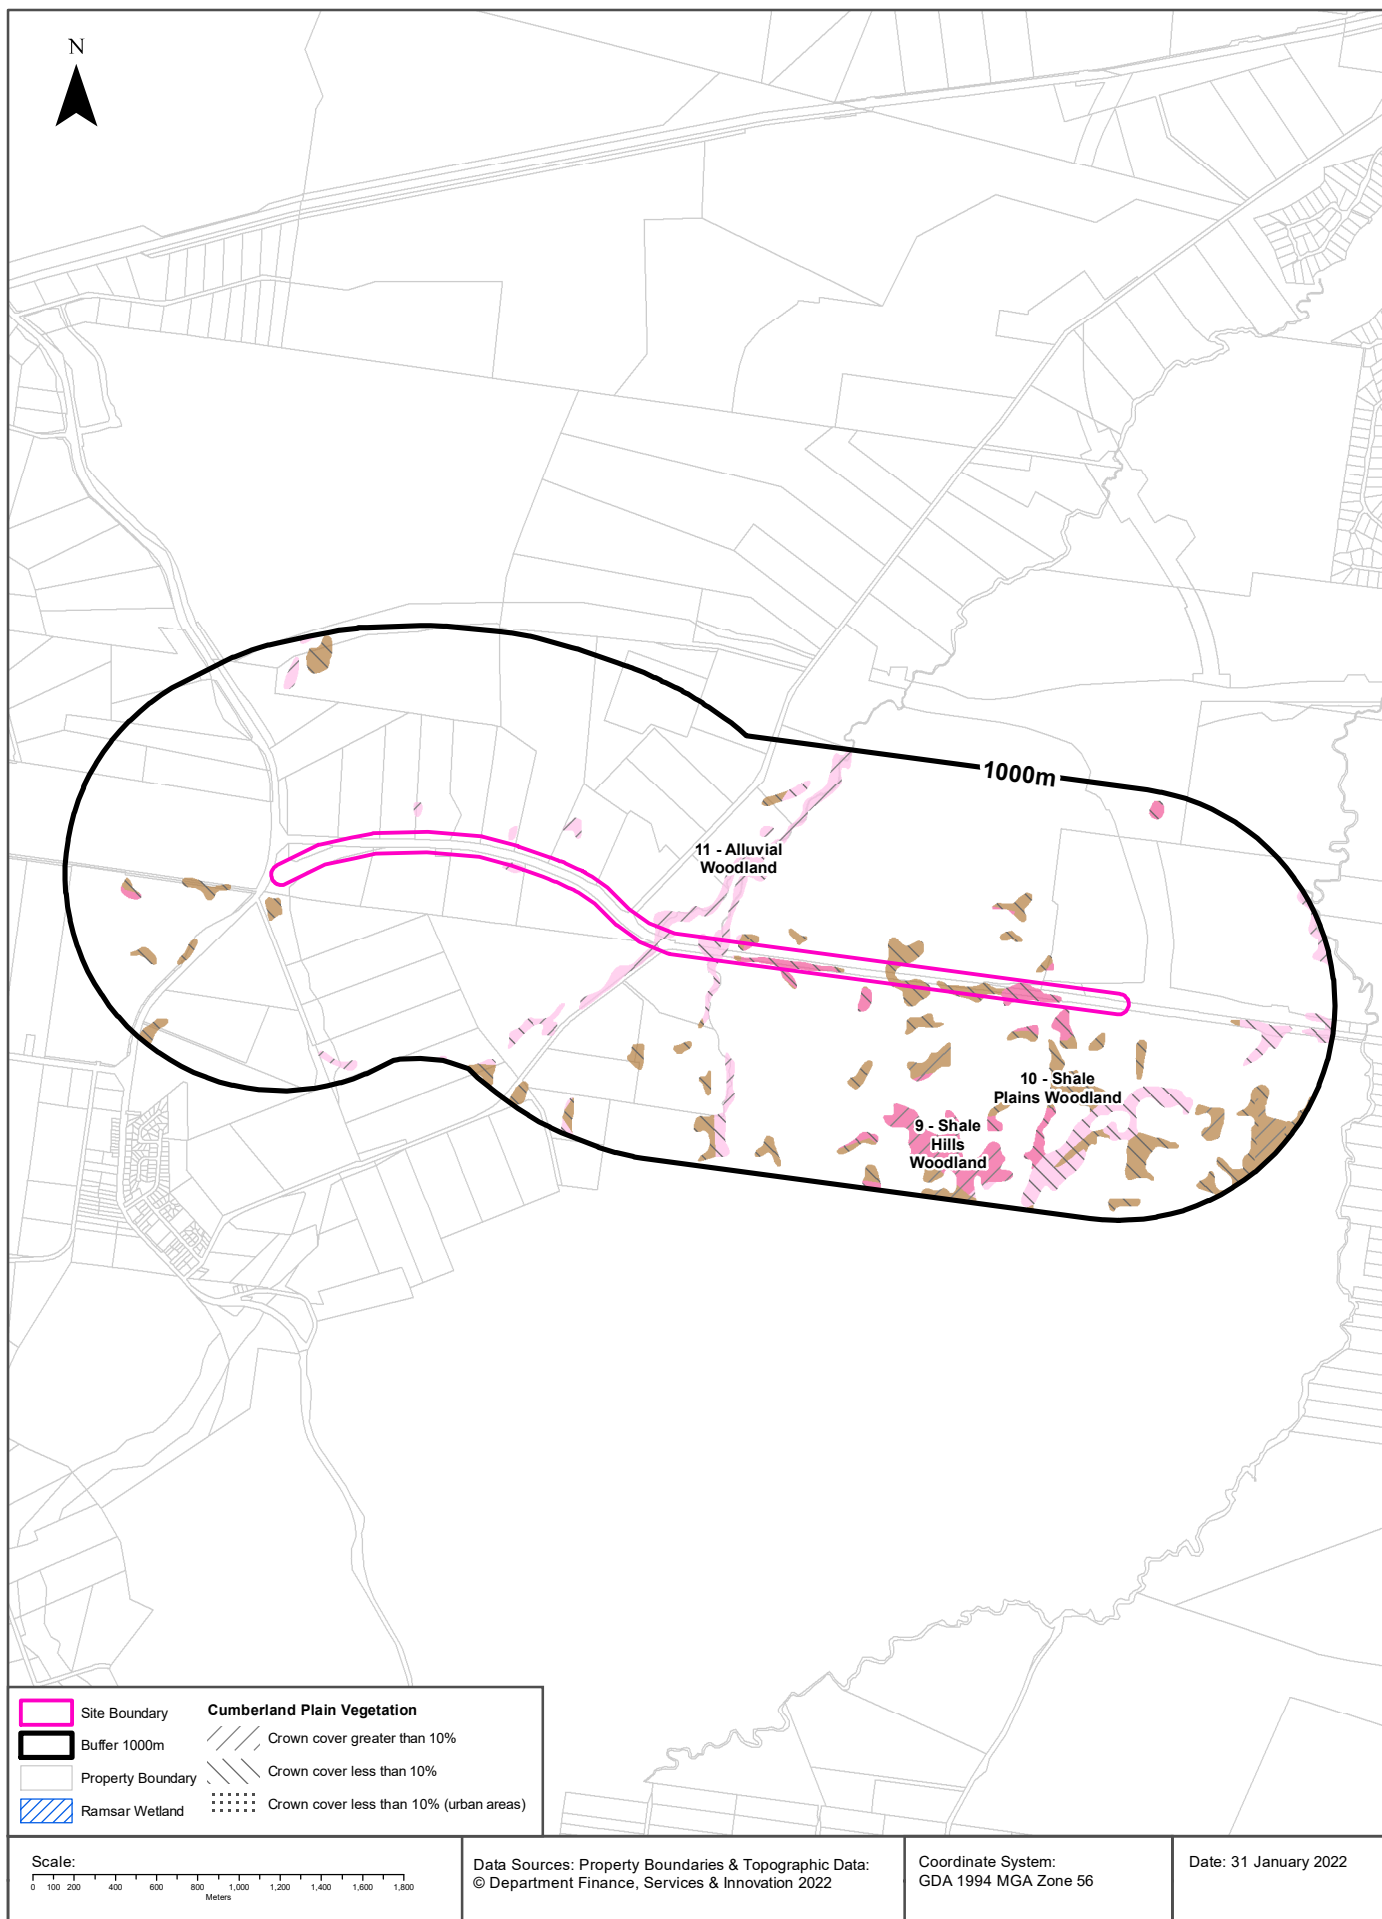 N
1000m
11 - Alluvial
Woodland
10 - Shale
Plains Woodland
9 - Shale
Hills
Woodland
Site Boundary
Buffer 1000m
Property Boundary
Ramsar Wetland
Cumberland Plain Vegetation
Crown cover greater than 10%
Crown cover less than 10%
Crown cover less than 10% (urban areas)
Scale:
0 100 200 400 600 800 1,000 1,200 1,400 1,600 1,800
Meters
Data Sources: Property Boundaries & Topographic Data:
© Department Finance, Services & Innovation 2022
Coordinate System:
GDA 1994 MGA Zone 56
Date: 31 January 2022